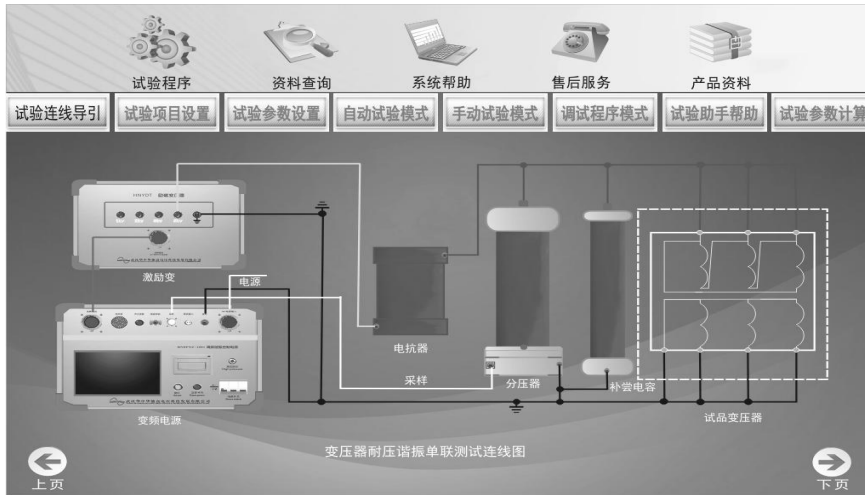 试验程序
资料查询
系统帮助
售后服务
产品资料
试验连线导引
试验项目设置
试验参数设置
自动试验模式
手动试验模式
调试程序模式
试验助手帮助
试验参数计算
激励变
电源
变频电源
电抗器
采样
分压器
补尝电容
试品变压器
变压器耐压谐振单联测试连线图
上页
下页